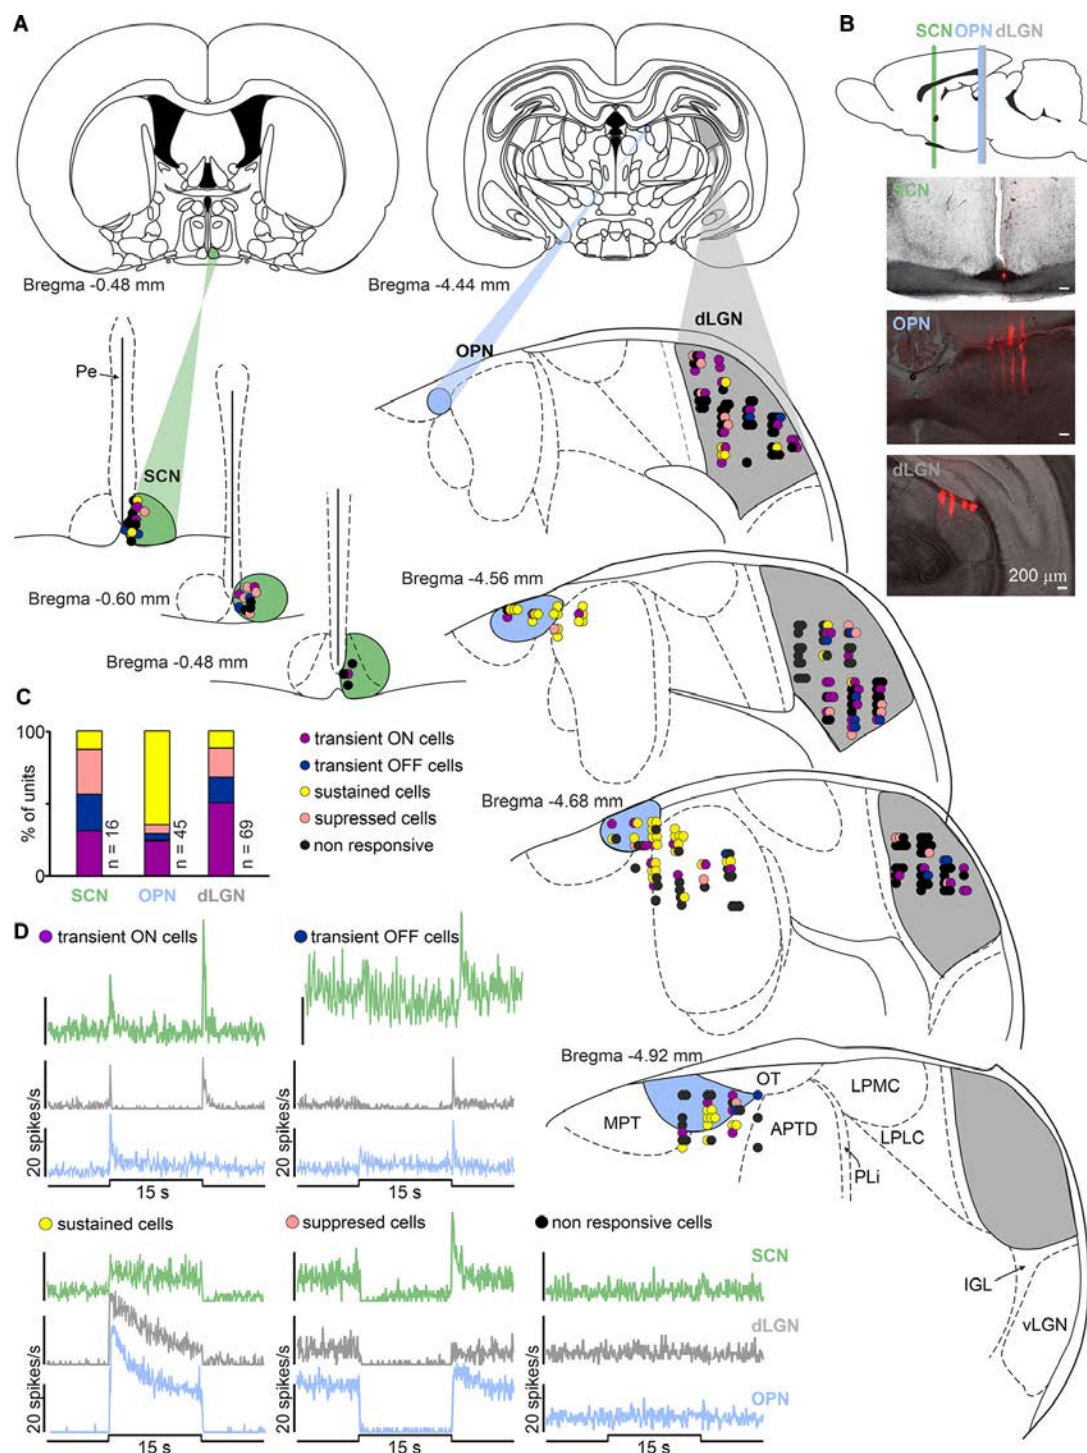 A
B
SCN OPN dLGN
Bregma -0.48 mm
Bregma -4.44 mm
SCN
OPN
dLGN
200 µm
Pe
SCN
OPN
dLGN
Bregma -0.60 mm
Bregma -0.48 mm
Bregma -4.56 mm
Bregma -4.68 mm
Bregma -4.92 mm
MPT
OT
APTD
LPMC
LPLC
PLi
IGL
vLGN
C
100
0
% of units
n = 16
n = 45
n = 69
SCN
OPN
dLGN
transient ON cells
transient OFF cells
sustained cells
supressed cells
non responsive
D
transient ON cells
transient OFF cells
20 spikes/s
20 spikes/s
15 s
15 s
sustained cells
suppresed cells
non responsive cells
SCN
dLGN
OPN
20 spikes/s
20 spikes/s
20 spikes/s
15 s
15 s
15 s